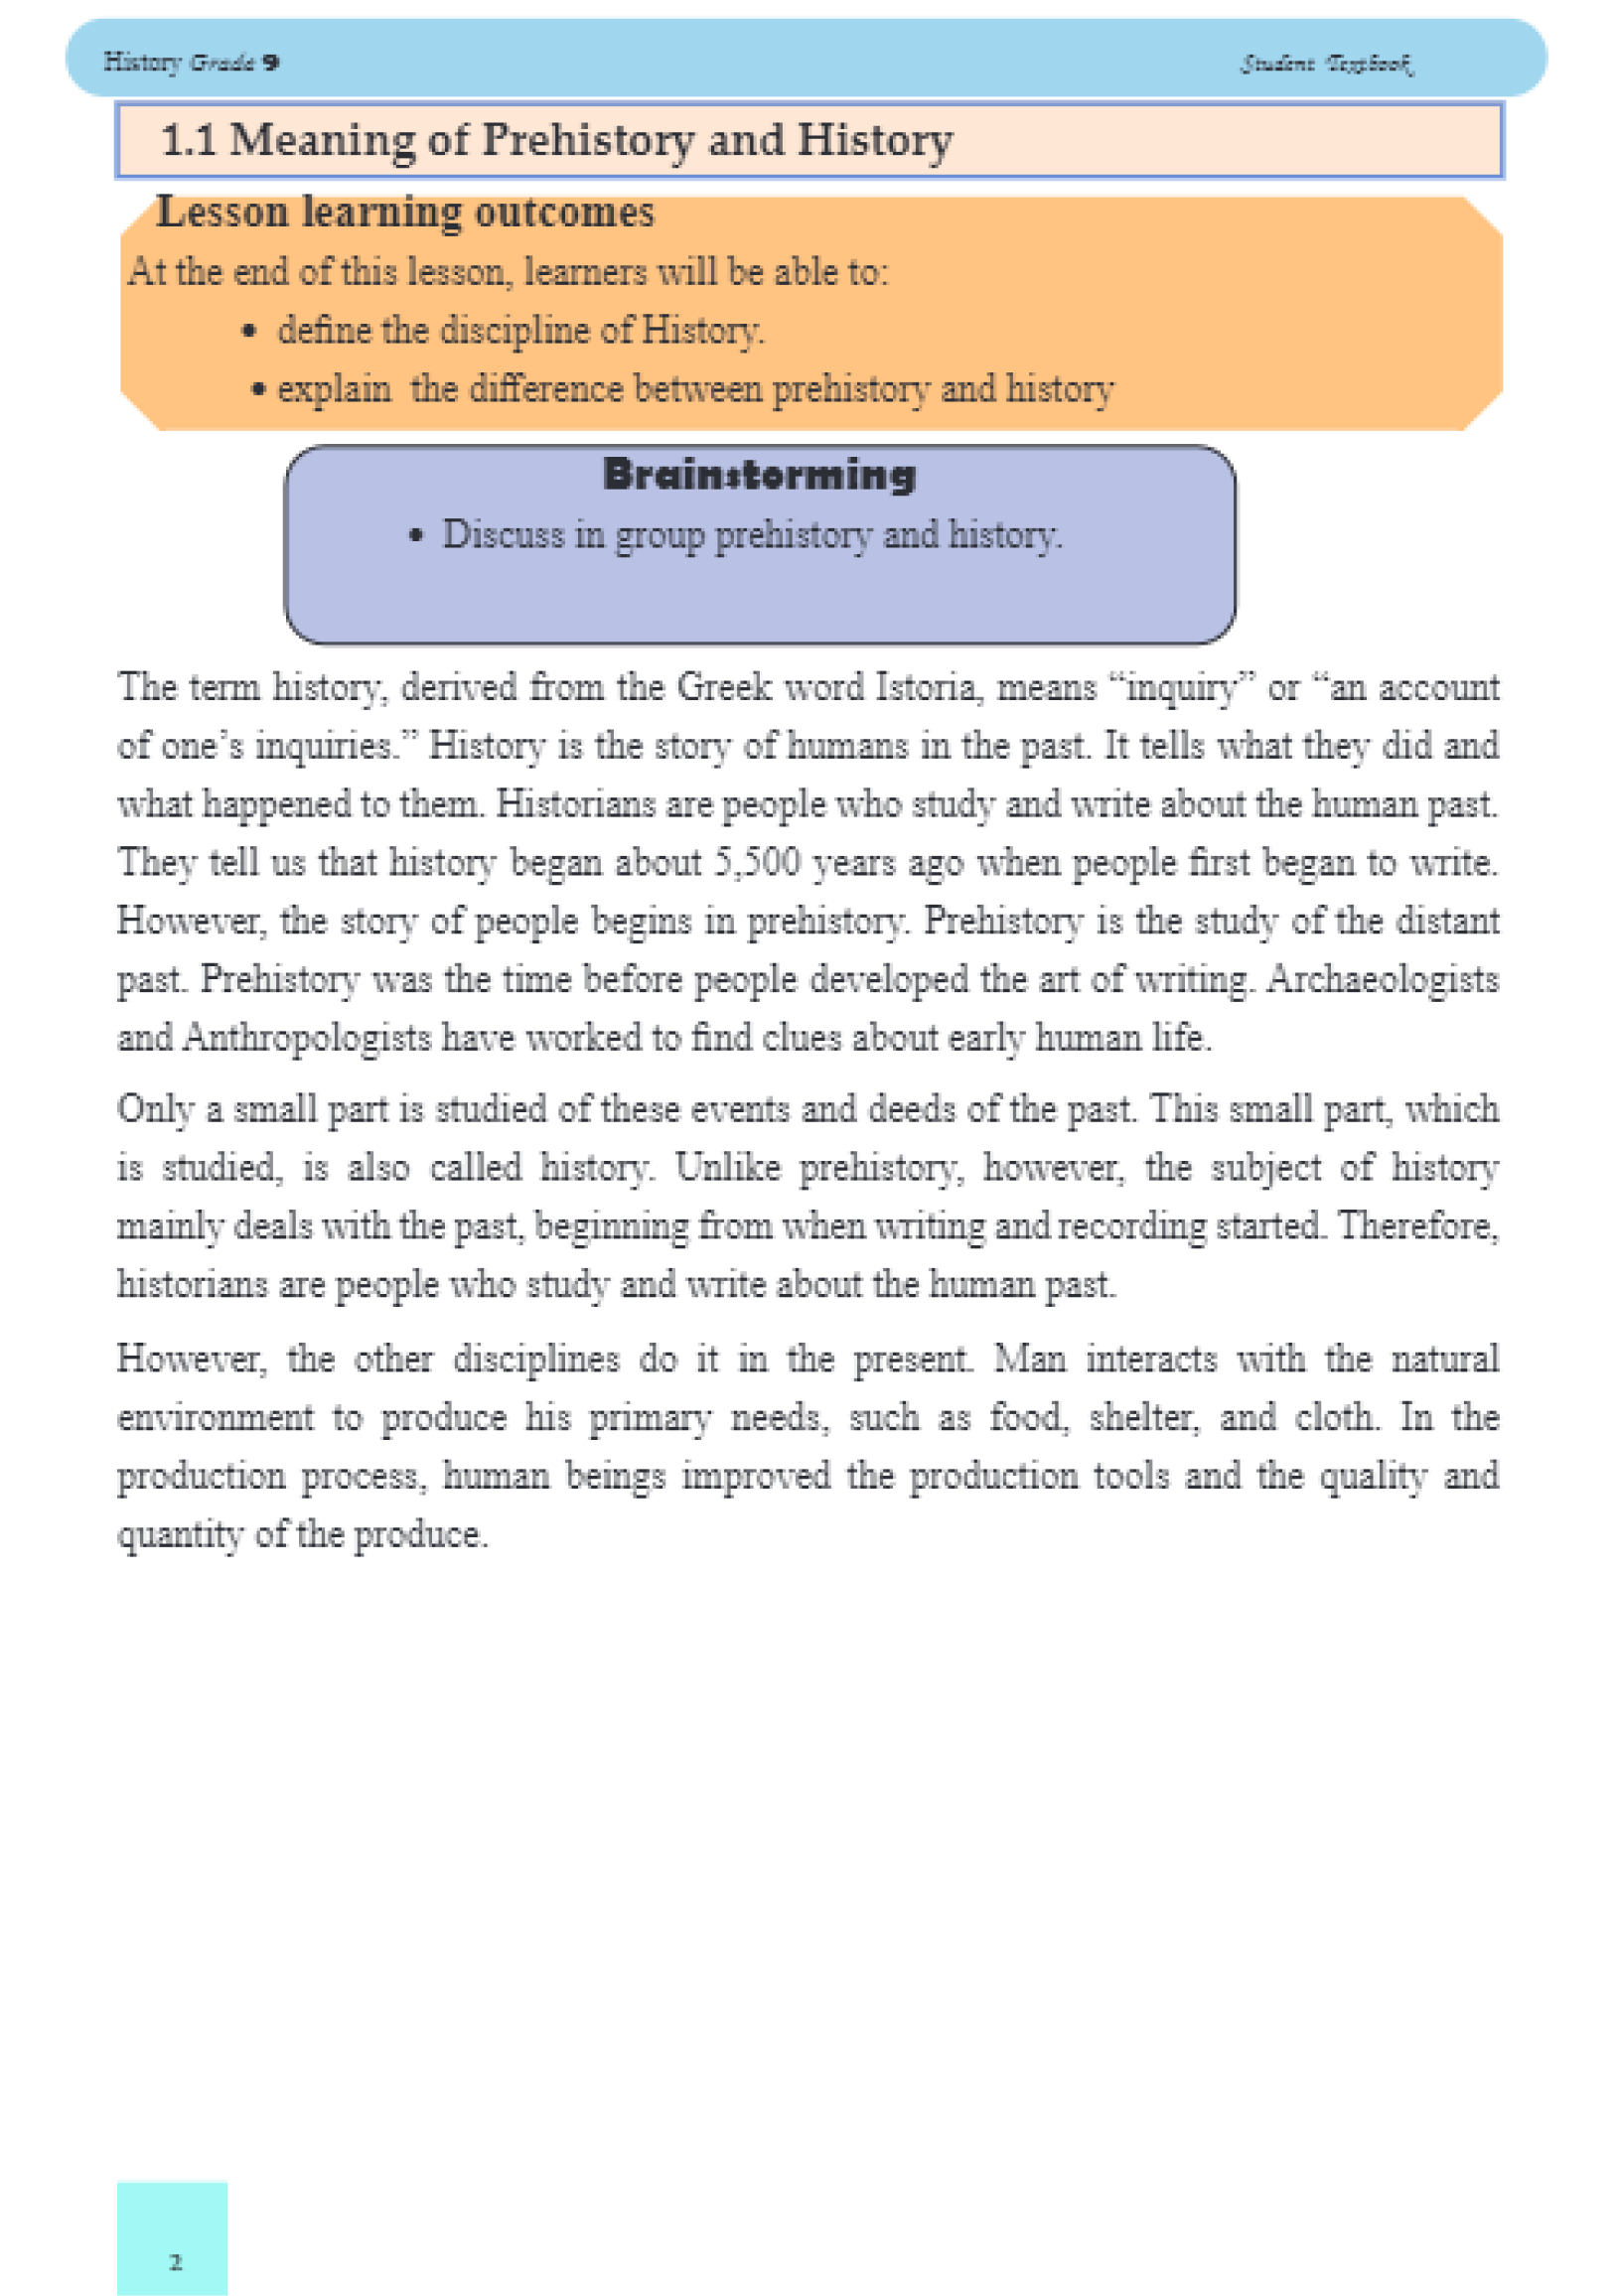 History Grade 9 Student Textbook
1.1 Meaning of Prehistory and History
Lesson learning outcomes
At the end of this lesson, learners will be able to:
• define the discipline of History.
• explain the difference between prehistory and history
Brainstorming
• Discuss in group prehistory and history.
The term history, derived from the Greek word Istoria, means “inquiry” or “an account
of one’s inquiries.” History is the story of humans in the past. It tells what they did and
what happened to them. Historians are people who study and write about the human past.
They tell us that history began about 5,500 years ago when people first began to write.
However, the story of people begins in prehistory. Prehistory is the study of the distant
past. Prehistory was the time before people developed the art of writing. Archaeologists
and Anthropologists have worked to find clues about early human life.
Only a small part is studied of these events and deeds of the past. This small part, which
is studied, is also called history. Unlike prehistory, however, the subject of history
mainly deals with the past, beginning from when writing and recording started. Therefore,
historians are people who study and write about the human past.
However, the other disciplines do it in the present. Man interacts with the natural
environment to produce his primary needs, such as food, shelter, and cloth. In the
production process, human beings improved the production tools and the quality and
quantity of the produce.
2